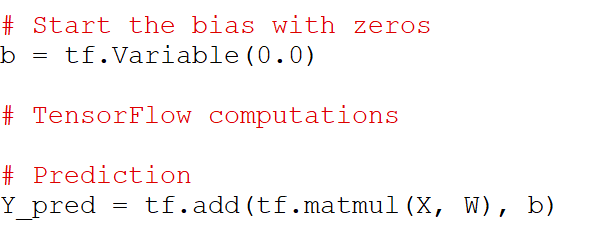 # Start the bias with zeros
b = tf.Variable(0.0)
# TensorFlow computations
# Prediction
Y_pred = tf.add(tf.matmul(X, W), b)